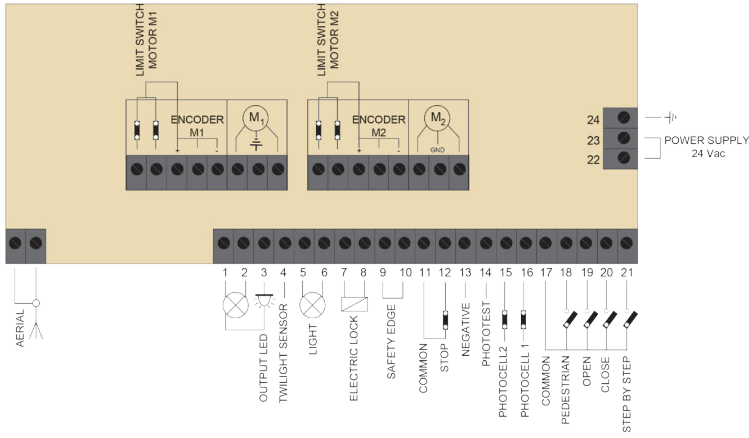 LIMIT SWITCH
MOTOR M1
LIMIT SWITCH
MOTOR M2
ENCODER
M1
+ -
M1
ENCODER
M2
+ -
M2
GND
24
23
22
POWER SUPPLY
24 Vac
1 2 3 4 5 6 7 8 9 10 11 12 13 14 15 16 17 18 19 20 21
AERIAL
OUTPUT LED
TWILIGHT SENSOR
LIGHT
ELECTRIC LOCK
SAFETY EDGE
COMMON
STOP
NEGATIVE
PHOTOTEST
PHOTOCELL2
PHOTOCELL 1
COMMON
PEDESTRIAN
OPEN
CLOSE
STEP BY STEP